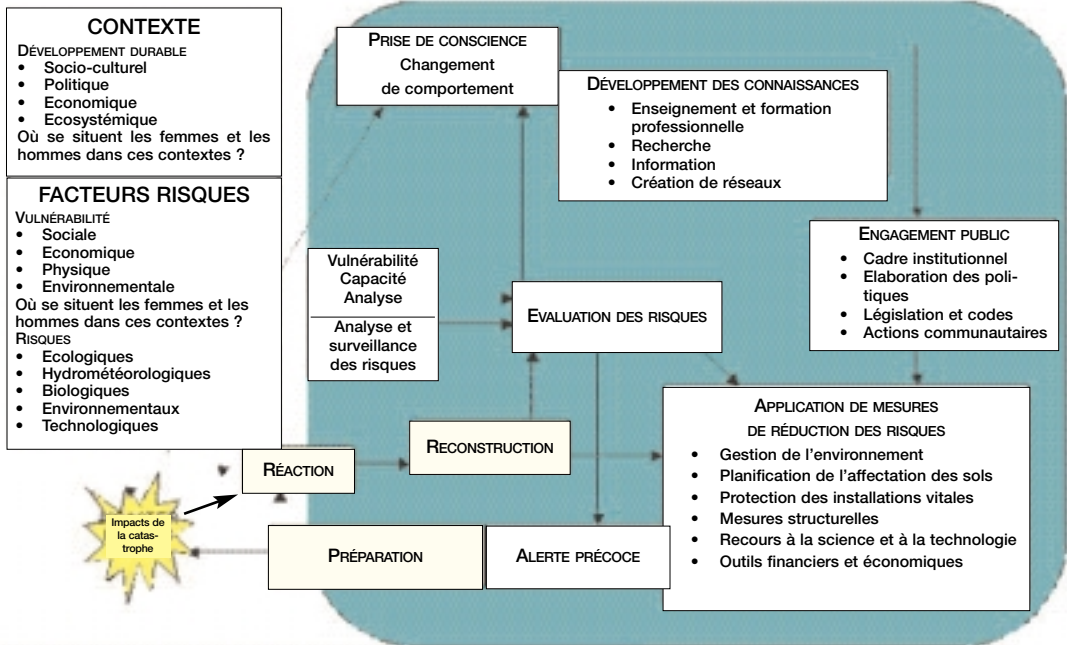 CONTEXTE
DÉVELOPPEMENT DURABLE
• Socio-culturel
• Politique
• Economique
• Ecosystémique
Où se situent les femmes et les
hommes dans ces contextes ?
FACTEURS RISQUES
VULNÉRABILITÉ
• Sociale
• Economique
• Physique
• Environnementale
Où se situent les femmes et les
hommes dans ces contextes ?
RISQUES
• Ecologiques
• Hydrométéorologiques
• Biologiques
• Environnementaux
• Technologiques
PRISE DE CONSCIENCE
Changement
de comportement
DÉVELOPPEMENT DES CONNAISSANCES
• Enseignement et formation
professionnelle
• Recherche
• Information
• Création de réseaux
ENGAGEMENT PUBLIC
• Cadre institutionnel
• Elaboration des poli-
tiques
• Législation et codes
• Actions communautaires
Vulnérabilité
Capacité
Analyse
Analyse et
surveillance
des risques
EVALUATION DES RISQUES
APPLICATION DE MESURES
DE RÉDUCTION DES RISQUES
• Gestion de l'environnement
• Planification de l'affectation des sols
• Protection des installations vitales
• Mesures structurelles
• Recours à la science et à la technologie
• Outils financiers et économiques
RECONSTRUCTION
RÉACTION
Impacts de
la catas-
trophe
PRÉPARATION
ALERTE PRÉCOCE